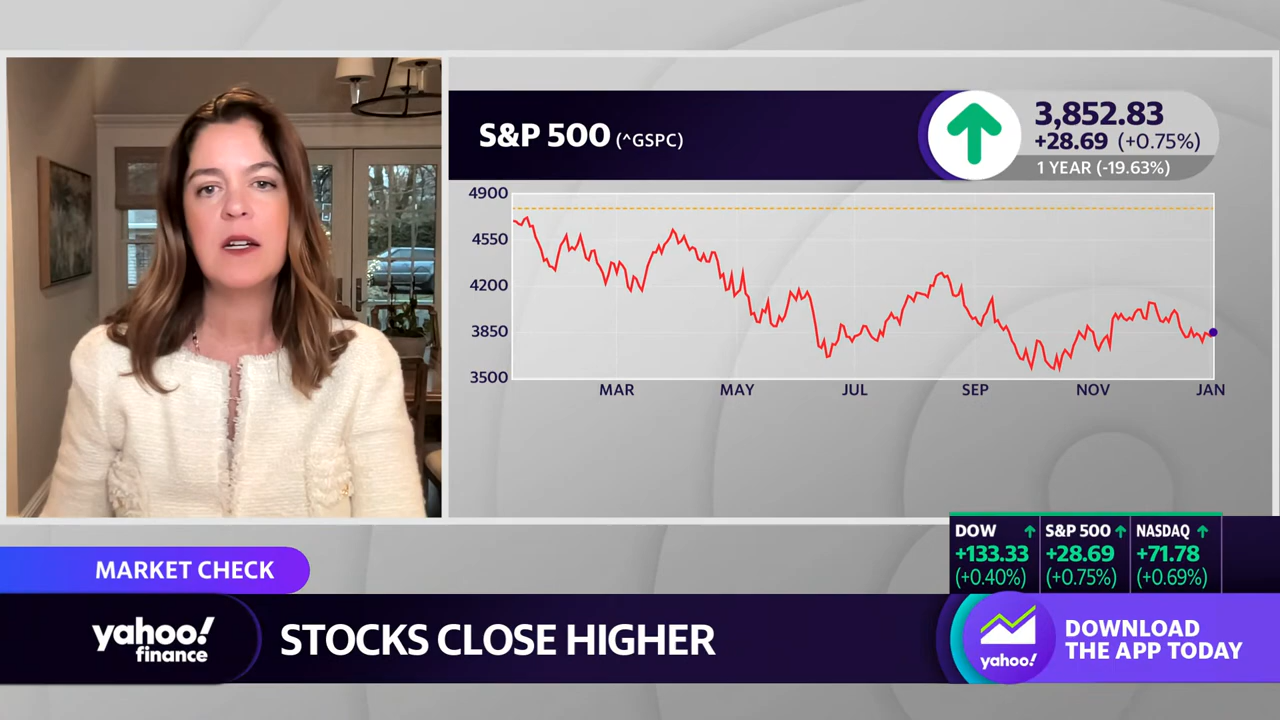 S&P 500 (^GSPC)
3,852.83
+28.69 (+0.75%)
1 YEAR (-19.63%)
4900
4550
4200
3850
3500
MAR MAY JUL SEP NOV JAN
DOW
+133.33
(+0.40%)
S&P 500
+28.69
(+0.75%)
NASDAQ
+71.78
(+0.69%)
MARKET CHECK
yahoo!
finance
STOCKS CLOSE HIGHER
yahoo!
DOWNLOAD
THE APP TODAY